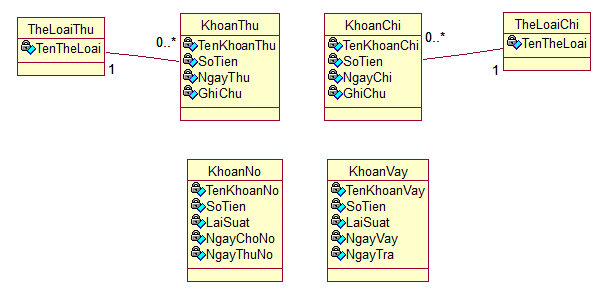 TheLoaiThu
TenTheLoai
1
0..*
KhoanThu
TenKhoanThu
SoTien
NgayThu
GhiChu
KhoanChi
TenKhoanChi
SoTien
NgayChi
GhiChu
0..*
1
TheLoaiChi
TenTheLoai
KhoanNo
TenKhoanNo
SoTien
LaiSuat
NgayChoNo
NgayThuNo
KhoanVay
TenKhoanVay
SoTien
LaiSuat
NgayVay
NgayTra